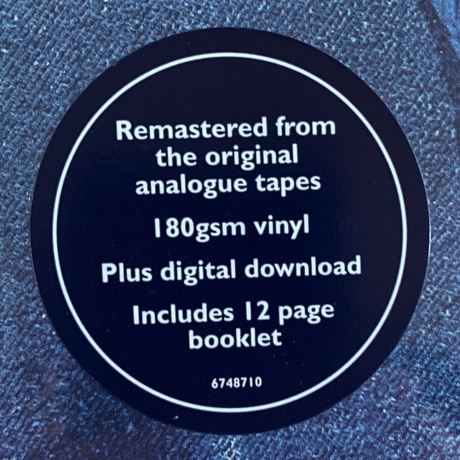 Remastered from
the original
analogue tapes
180gsm vinyl
Plus digital download
Includes 12 page
booklet
6748710